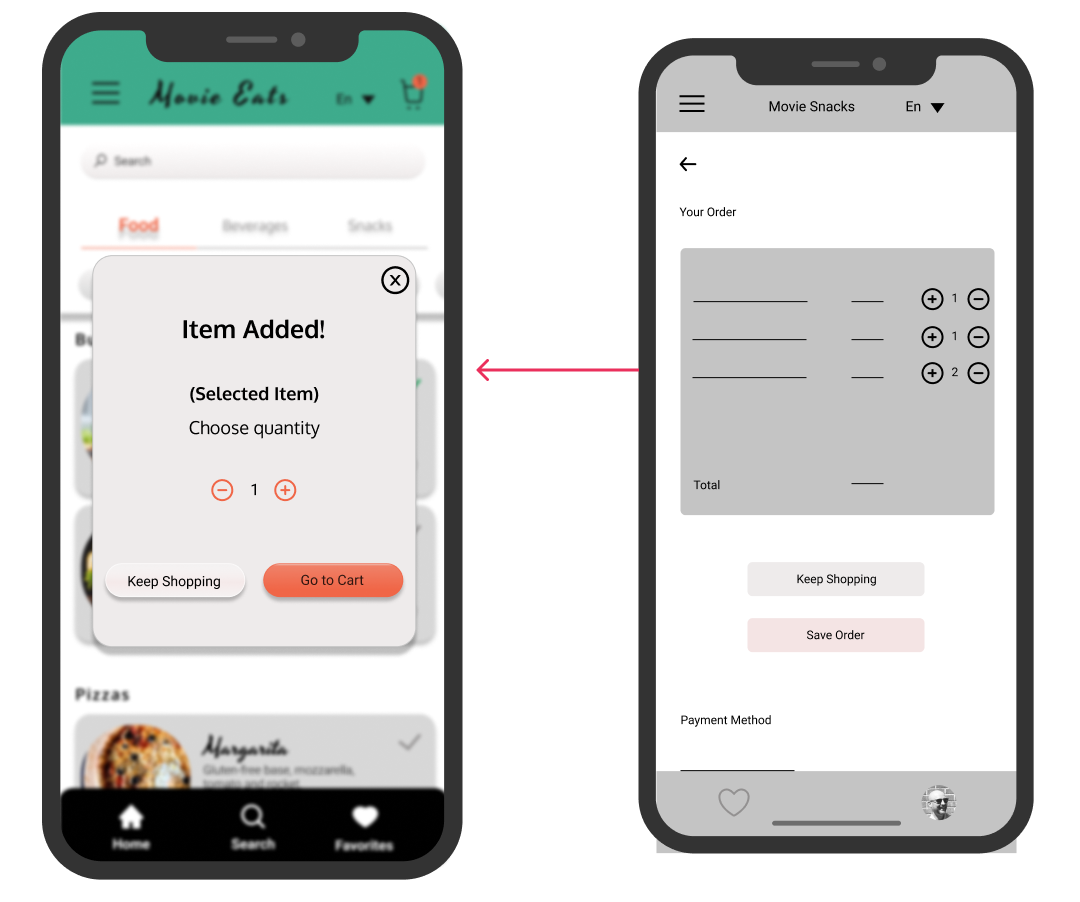 Movie Eats
En
Search
Food
Beverages
Snacks
X
Item Added!
(Selected Item)
Choose quantity
1
Keep Shopping
Go to Cart
Pizzas
Margarita
Gluten-free base, mozzarella,
tomato and rocket
Home
Search
Favorites
Movie Snacks
En
Your Order
1
1
2
Total
Keep Shopping
Save Order
Payment Method